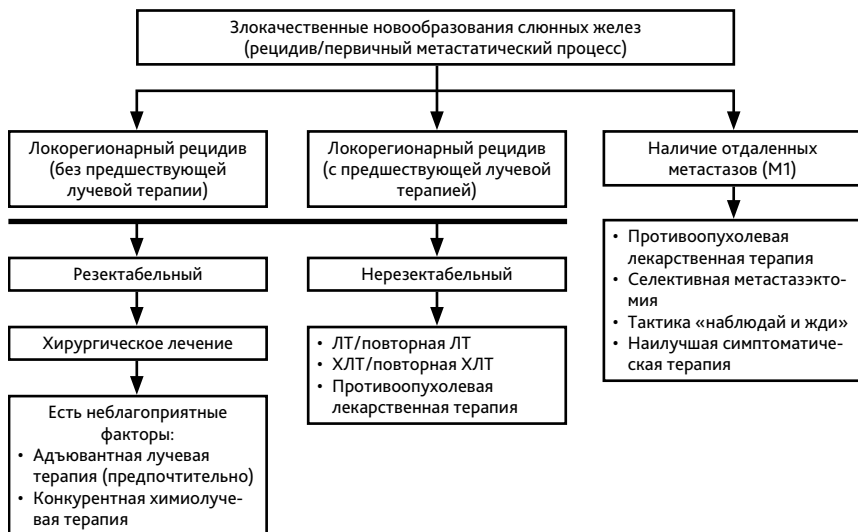 Злокачественные новообразования слюнных желез
(рецидив/первичный метастатический процесс)
Локорегионарный рецидив
(без предшествующей
лучевой терапии)
Локорегионарный рецидив
(с предшествующей лучевой
терапией)
Наличие отдаленных
метастазов (M1)
Резектабельный
Нерезектабельный
• Противоопухолевая
лекарственная терапия
• Селективная метастазэкто-
мия
• Тактика «наблюдай и жди»
• Наилучшая симптоматиче-
ская терапия
Хирургическое лечение
• ЛТ/повторная ЛТ
• ХЛТ/повторная ХЛТ
• Противоопухолевая
лекарственная терапия
Есть неблагоприятные
факторы:
• Адъювантная лучевая
терапия (предпочтительно)
• Конкурентная химиолуче-
вая терапия